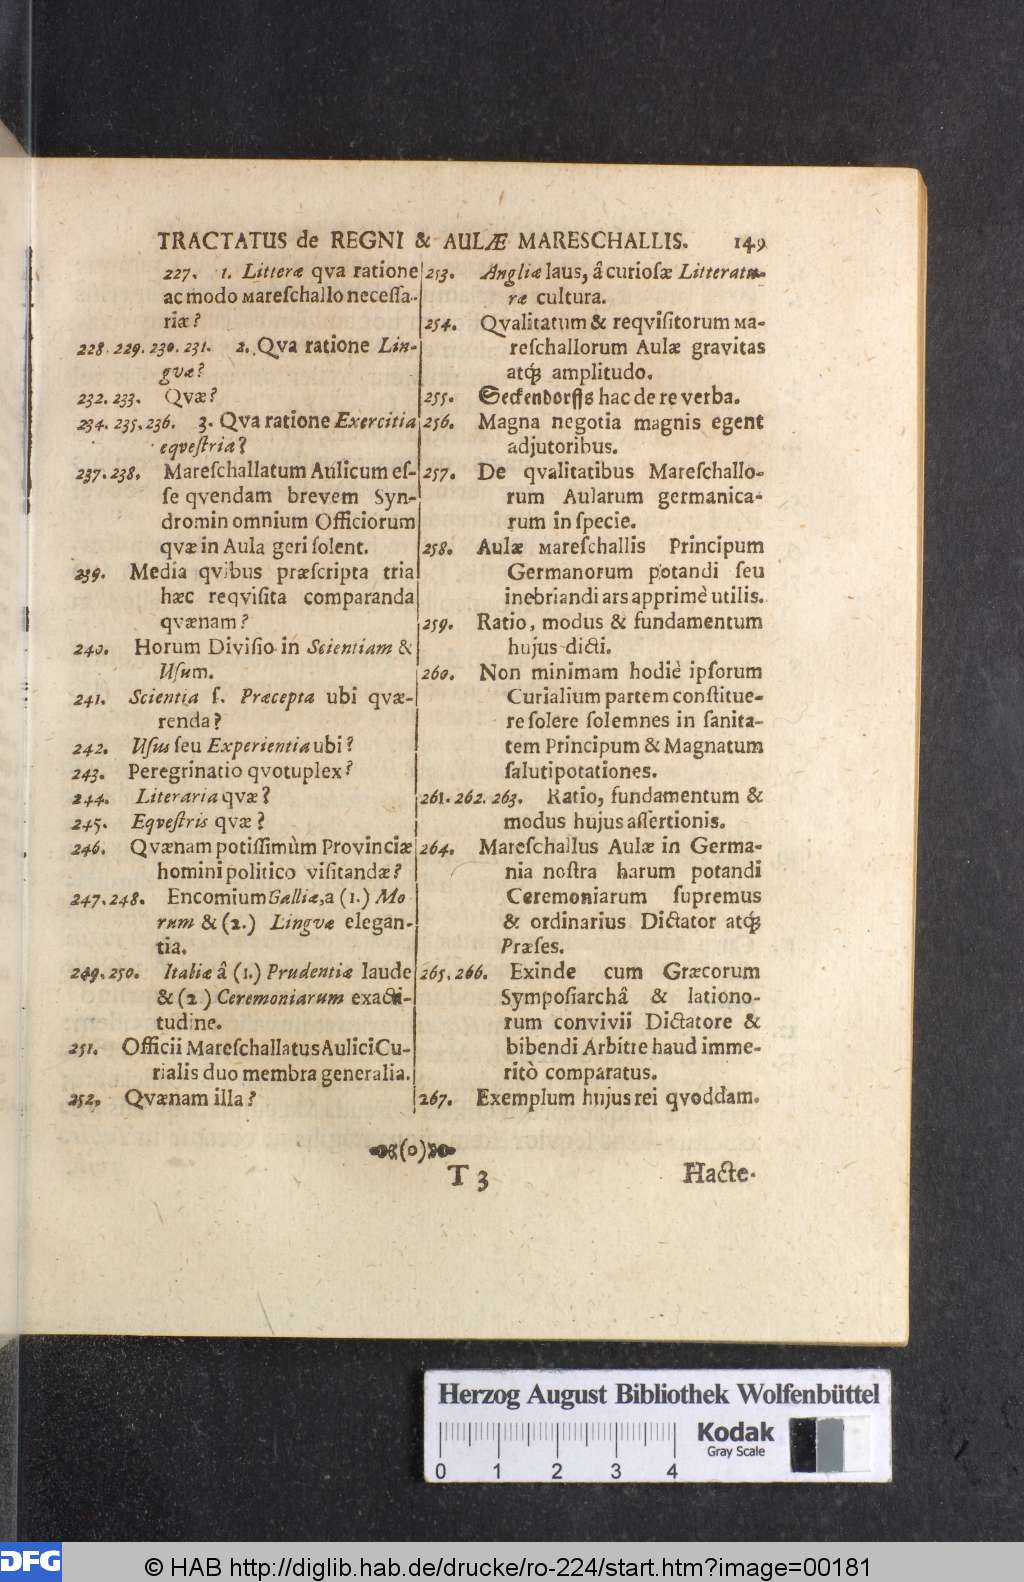 TRACTATUS de REGNI & AULÆ MARESCHALLIS. 149
227. 1. Litteræ qva ratione
ac modo Mareſchallo neceſſa-
riæ?
228. 229. 230. 231. 2. Qva ratione Lin-
gvæ?
232. 233. Qvæ?
234. 235. 236. 3. Qva ratione Exercitia
eqveſtria?
237. 238. Mareſchallatum Aulicum eſ-
ſe qvendam brevem Syn-
dromin omnium Officiorum
qvæ in Aula geri ſolent.
239. Media qvibus præſcripta tria
hæc reqviſita comparanda
qvænam?
240. Horum Diviſio in Scientiam &
Uſum.
241. Scientia ſ. Præcepta ubi qvæ-
renda?
242. Uſus ſeu Experientia ubi?
243. Peregrinatio qvotuplex?
244. Literaria qvæ?
245. Eqveſtris qvæ?
246. Qvænam potiſſimùm Provinciæ
homini politico viſitandæ?
247. 248. Encomium Galliæ, a (1.) Mo
rum & (2.) Lingvæ elegan-
tia.
249. 250. Italiæ â (1.) Prudentiæ laude
& (2 ) Ceremoniarum exacti-
tudine.
251. Officii Mareſchallatus Aulici Cu-
rialis duo membra generalia.
252. Qvænam illa?
253. Angliæ laus, â curioſæ Litteratu-
ræ cultura.
254. Qvalitatum & reqviſitorum Ma-
reſchallorum Aulæ gravitas
atq; amplitudo.
255. Seckendorffs hac de re verba.
256. Magna negotia magnis egent
adjutoribus.
257. De qvalitatibus Mareſchallo-
rum Aularum germanica-
rum in ſpecie.
258. Aulæ Mareſchallis Principum
Germanorum potandi ſeu
inebriandi ars apprimè utilis.
259. Ratio, modus & fundamentum
hujus dicti.
260. Non minimam hodiè ipſorum
Curialium partem conſtitue-
re ſolere ſolemnes in ſanita-
tem Principum & Magnatum
ſalutipotationes.
261. 262. 263. Ratio, fundamentum &
modus hujus aſſertionis.
264. Mareſchallus Aulæ in Germa-
nia noſtra harum potandi
Ceremoniarum ſupremus
& ordinarius Dictator atq;
Præſes.
265. 266. Exinde cum Græcorum
Sympoſiarchâ & lationo-
rum convivii Dictatore &
bibendi Arbitre haud imme-
ritò comparatus.
267. Exemplum hujus rei qvoddam.
(o)
T 3 Hacte-
Herzog August Bibliothek Wolfenbüttel
Kodak
Gray Scale
0 1 2 3 4
DFG © HAB http://diglib.hab.de/drucke/ro-224/start.htm?image=00181